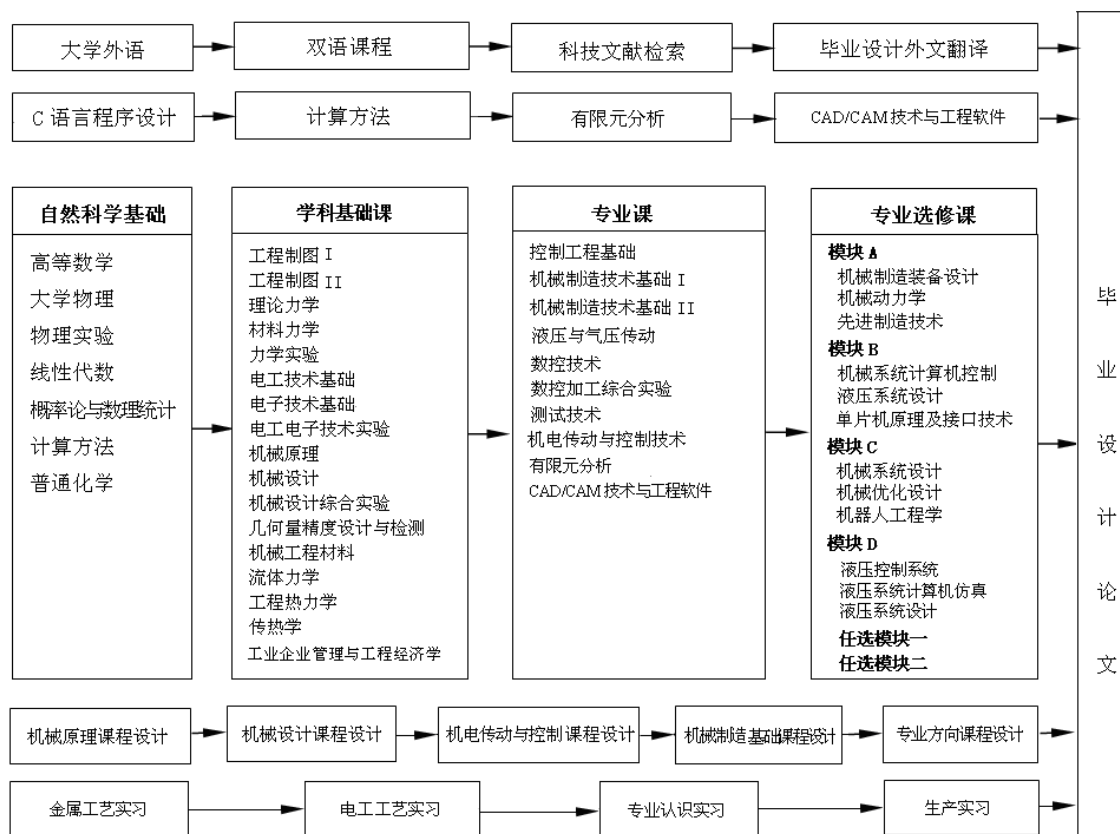 大学外语
双语课程
科技文献检索
毕业设计外文翻译
C 语言程序设计
计算方法
有限元分析
CAD/CAM 技术与工程软件
自然科学基础
高等数学
大学物理
物理实验
线性代数
概率论与数理统计
计算方法
普通化学
学科基础课
工程制图 I
工程制图 II
理论力学
材料力学
力学实验
电工技术基础
电子技术基础
电工电子技术实验
机械原理
机械设计
机械设计综合实验
几何量精度设计与检测
机械工程材料
流体力学
工程热力学
传热学
工业企业管理与工程经济学
专业课
控制工程基础
机械制造技术基础 I
机械制造技术基础 II
液压与气压传动
数控技术
数控加工综合实验
测试技术
机电传动与控制技术
有限元分析
CAD/CAM 技术与工程软件
专业选修课
模块 A
机械制造装备设计
机械动力学
先进制造技术
模块 B
机械系统计算机控制
液压系统设计
单片机原理及接口技术
模块 C
机械系统设计
机械优化设计
机器人工程学
模块 D
液压控制系统
液压系统计算机仿真
液压系统设计
任选模块一
任选模块二
机械原理课程设计
机械设计课程设计
机电传动与控制课程设计
机械制造基础课程设计
专业方向课程设计
金属工艺实习
电工工艺实习
专业认识实习
生产实习
毕业设计论文